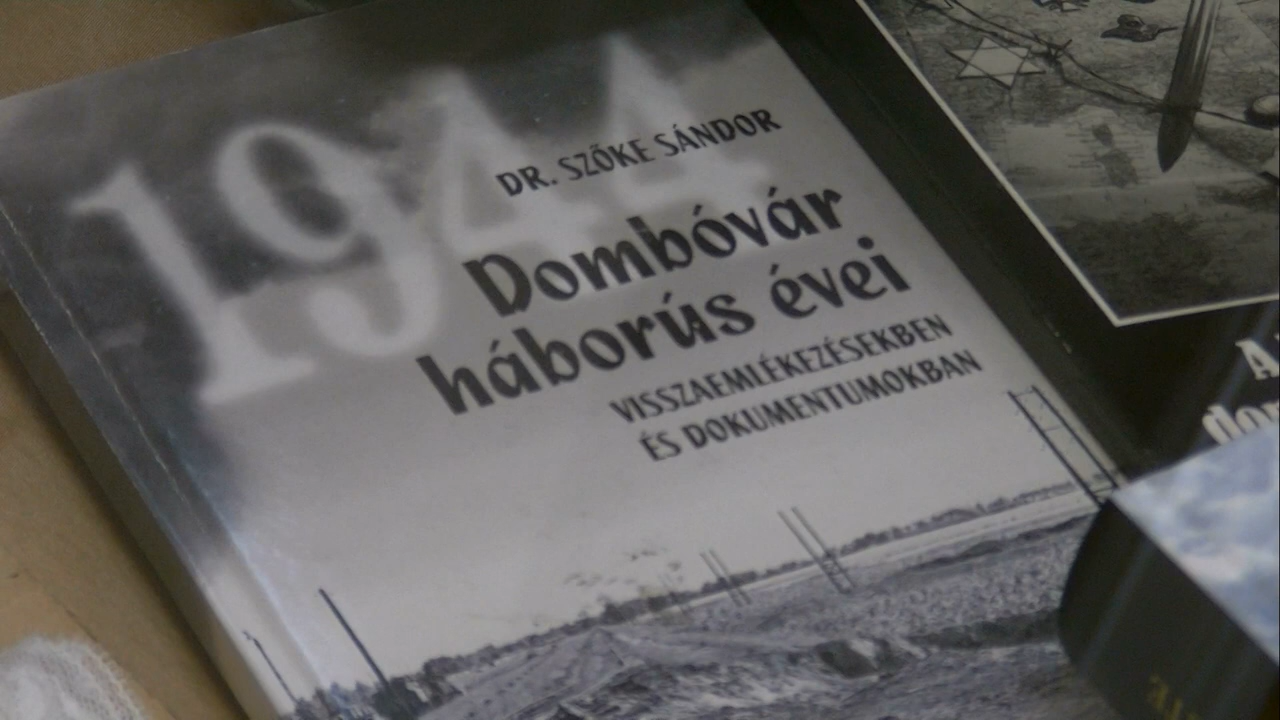 1944
DR. SZŐKE SÁNDOR
Dombóvár
háborús évei
VISSZAEMLÉKEZÉSEKBEN
ÉS DOKUMENTUMOKBAN